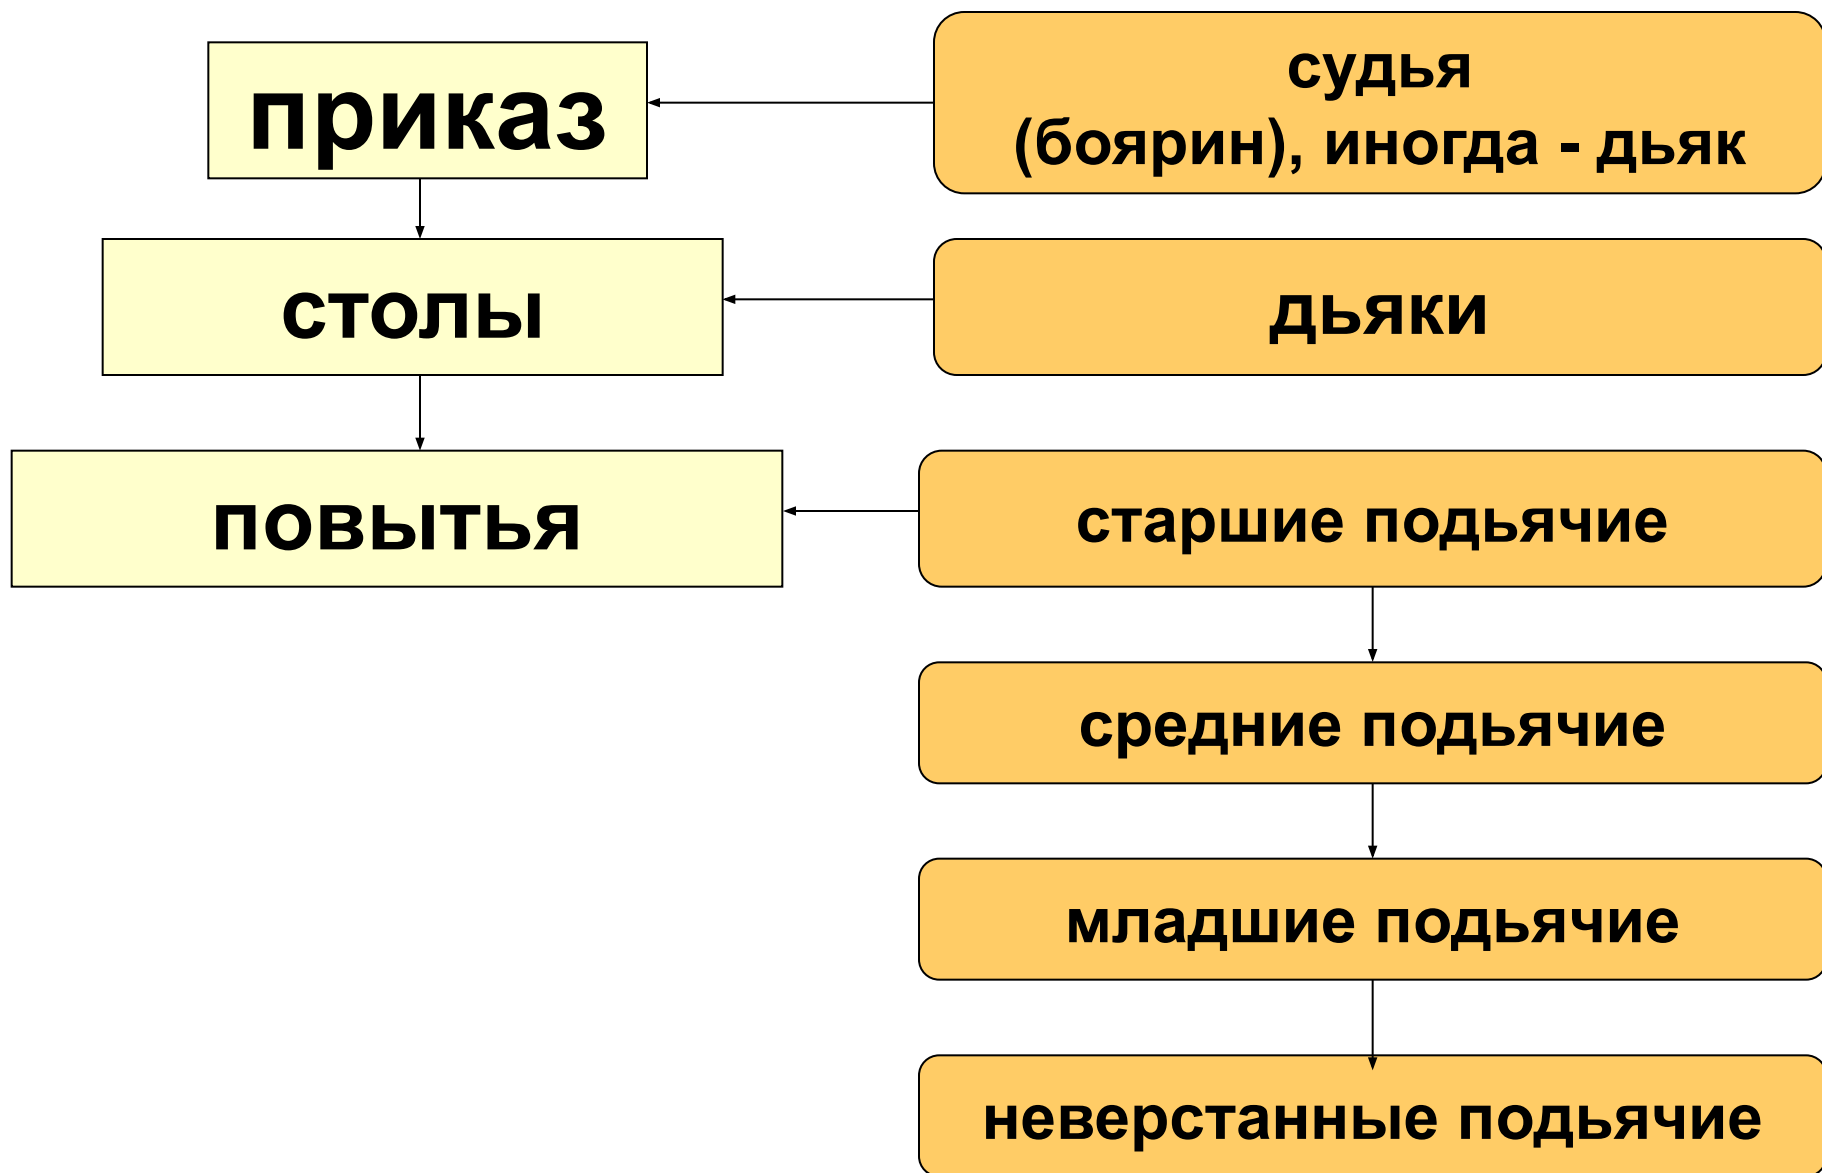 приказ
судья
(боярин), иногда - дьяк
столы
дьяки
повытья
старшие подьячие
средние подьячие
младшие подьячие
неверстанные подьячие